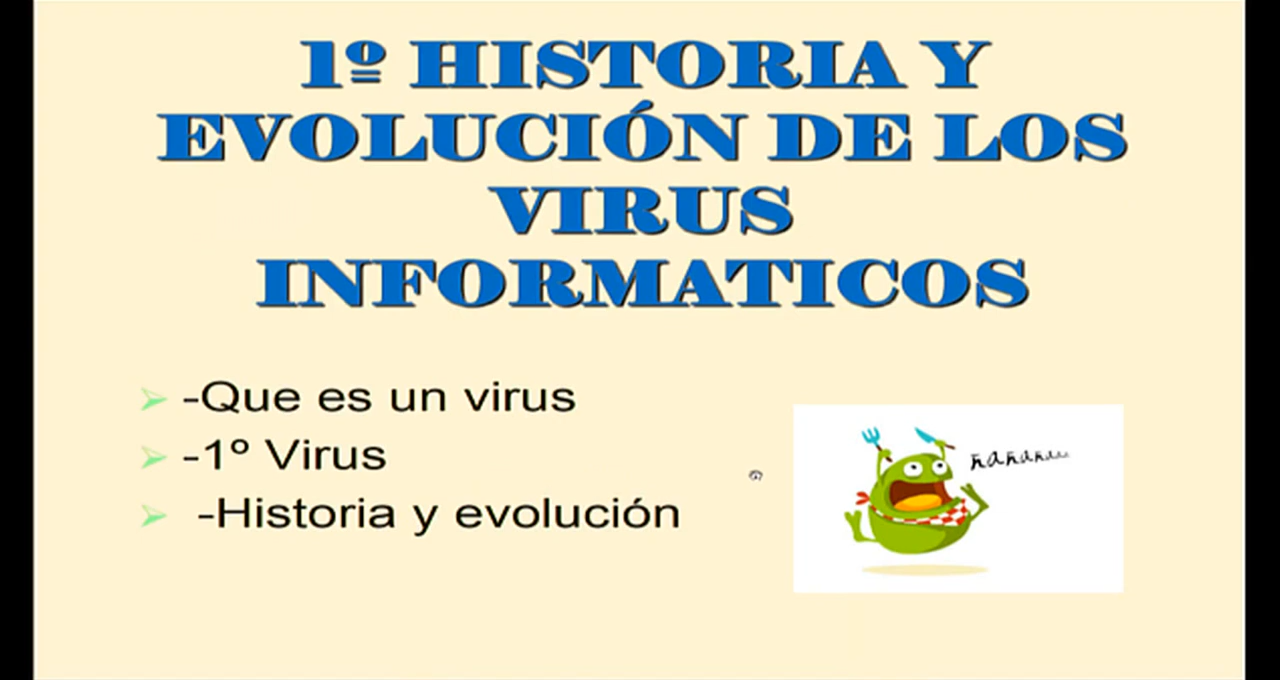 1º HISTORIA Y
EVOLUCIÓN DE LOS
VIRUS
INFORMATICOS
-Que es un virus
-1º Virus
-Historia y evolución